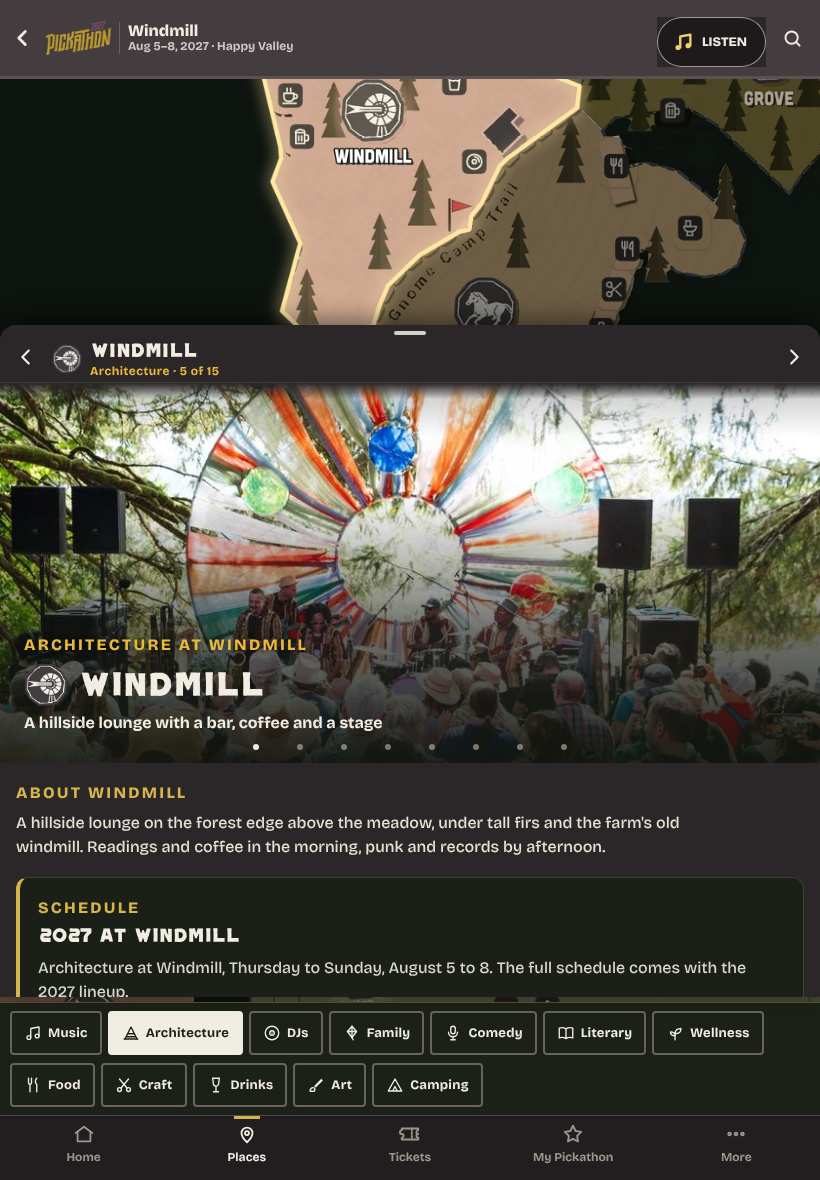 PICKATHON
Windmill
Aug 5–8, 2027 · Happy Valley
LISTEN
GROVE
WINDMILL
Gnome Camp Trail
WINDMILL
Architecture · 5 of 15
ARCHITECTURE AT WINDMILL
WINDMILL
A hillside lounge with a bar, coffee and a stage
ABOUT WINDMILL
A hillside lounge on the forest edge above the meadow, under tall firs and the farm's old
windmill. Readings and coffee in the morning, punk and records by afternoon.
SCHEDULE
2027 AT WINDMILL
Architecture at Windmill, Thursday to Sunday, August 5 to 8. The full schedule comes with the
2027 lineup.
Music
Architecture
DJs
Family
Comedy
Literary
Wellness
Food
Craft
Drinks
Art
Camping
Home
Places
Tickets
My Pickathon
More